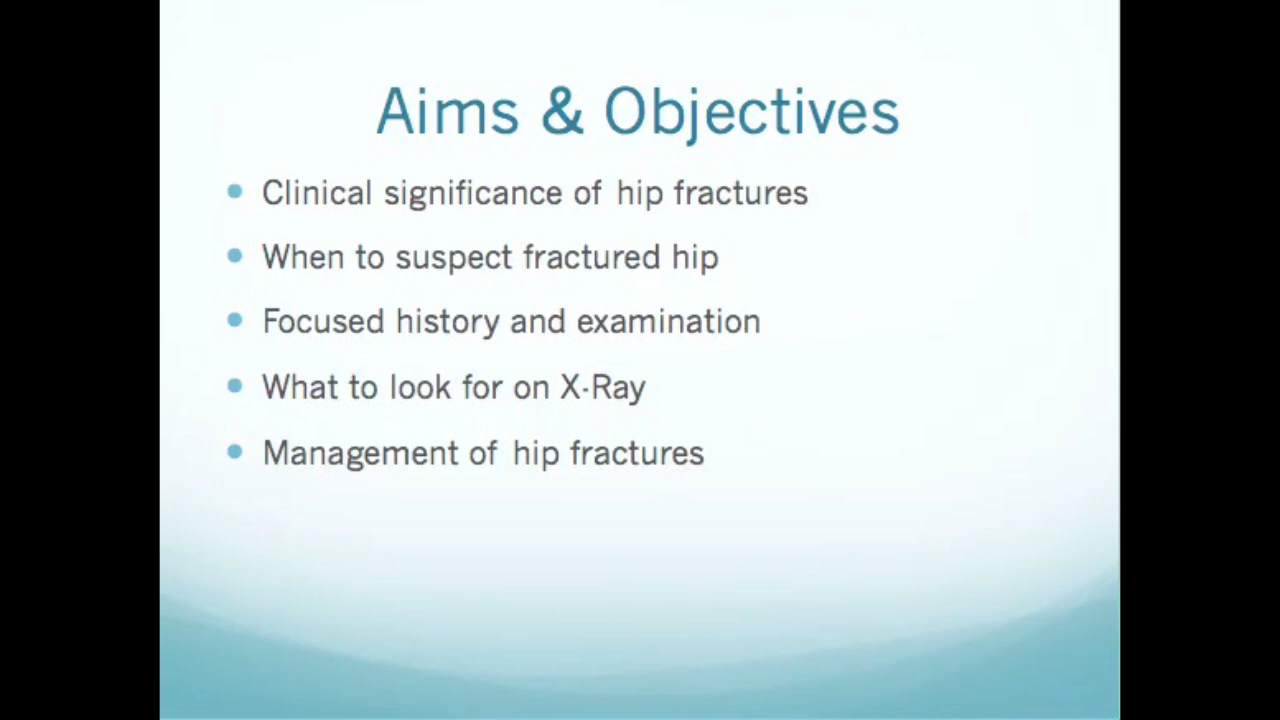 Aims & Objectives
Clinical significance of hip fractures
When to suspect fractured hip
Focused history and examination
What to look for on X-Ray
Management of hip fractures